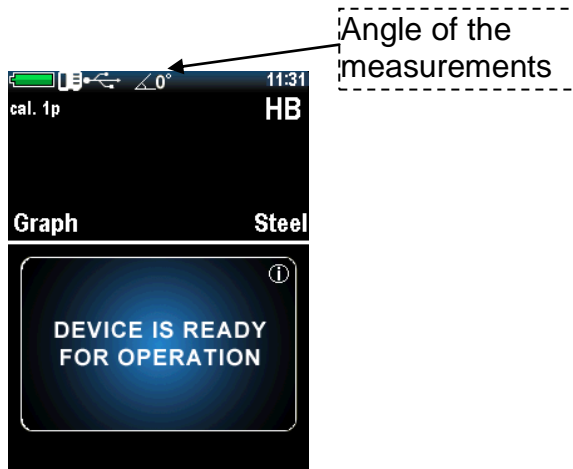 Angle of the
measurements
0° 11:31
cal. 1p HB
Graph Steel
DEVICE IS READY
FOR OPERATION